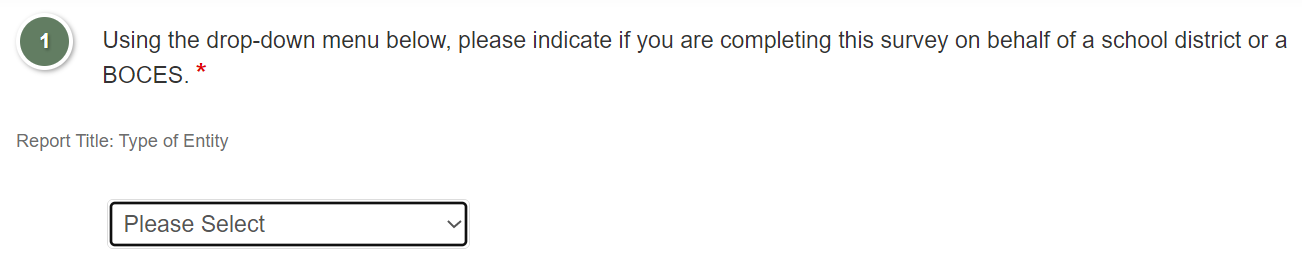 1
Using the drop-down menu below, please indicate if you are completing this survey on behalf of a school district or a
BOCES. *
Report Title: Type of Entity
Please Select